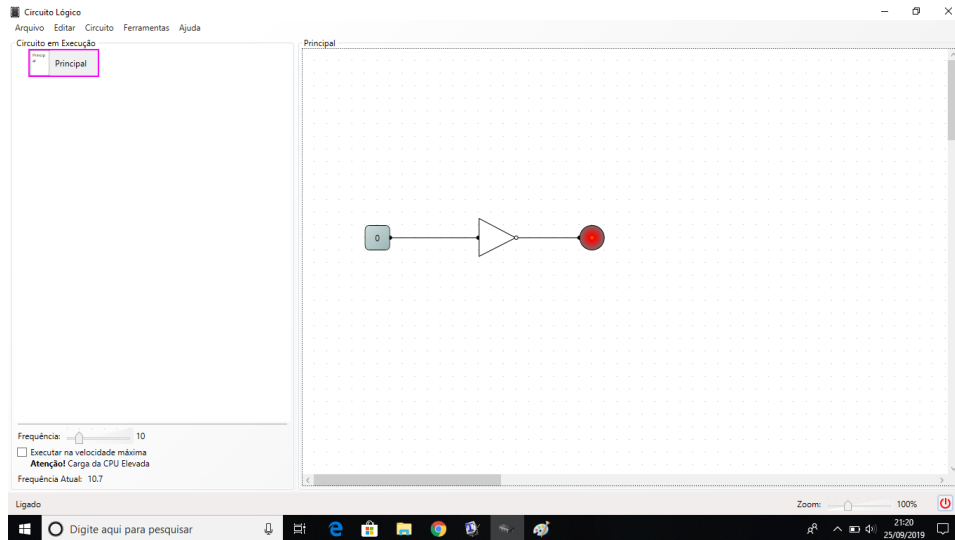 Circuito Lógico
Arquivo Editar Circuito Ferramentas Ajuda
Circuito em Execução
Principal
Principal
Principal
0
Frequência: 10
Executar na velocidade máxima
Atenção! Carga da CPU Elevada
Frequência Atual: 10.7
Ligado
Zoom: 100%
Digite aqui para pesquisar
21:20
25/09/2019